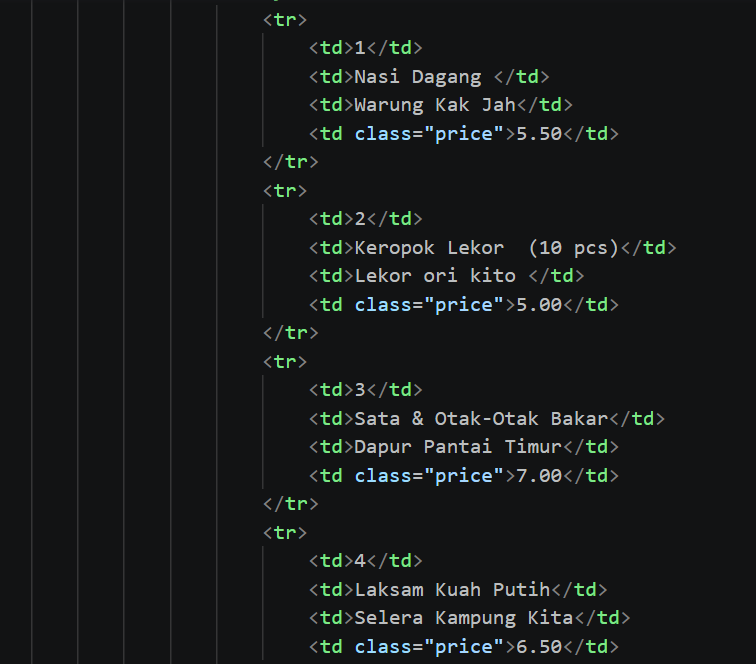 <tr>
<td>1</td>
<td>Nasi Dagang </td>
<td>Warung Kak Jah</td>
<td class="price">5.50</td>
</tr>
<tr>
<td>2</td>
<td>Keropok Lekor  (10 pcs)</td>
<td>Lekor ori kito </td>
<td class="price">5.00</td>
</tr>
<tr>
<td>3</td>
<td>Sata & Otak-Otak Bakar</td>
<td>Dapur Pantai Timur</td>
<td class="price">7.00</td>
</tr>
<tr>
<td>4</td>
<td>Laksam Kuah Putih</td>
<td>Selera Kampung Kita</td>
<td class="price">6.50</td>